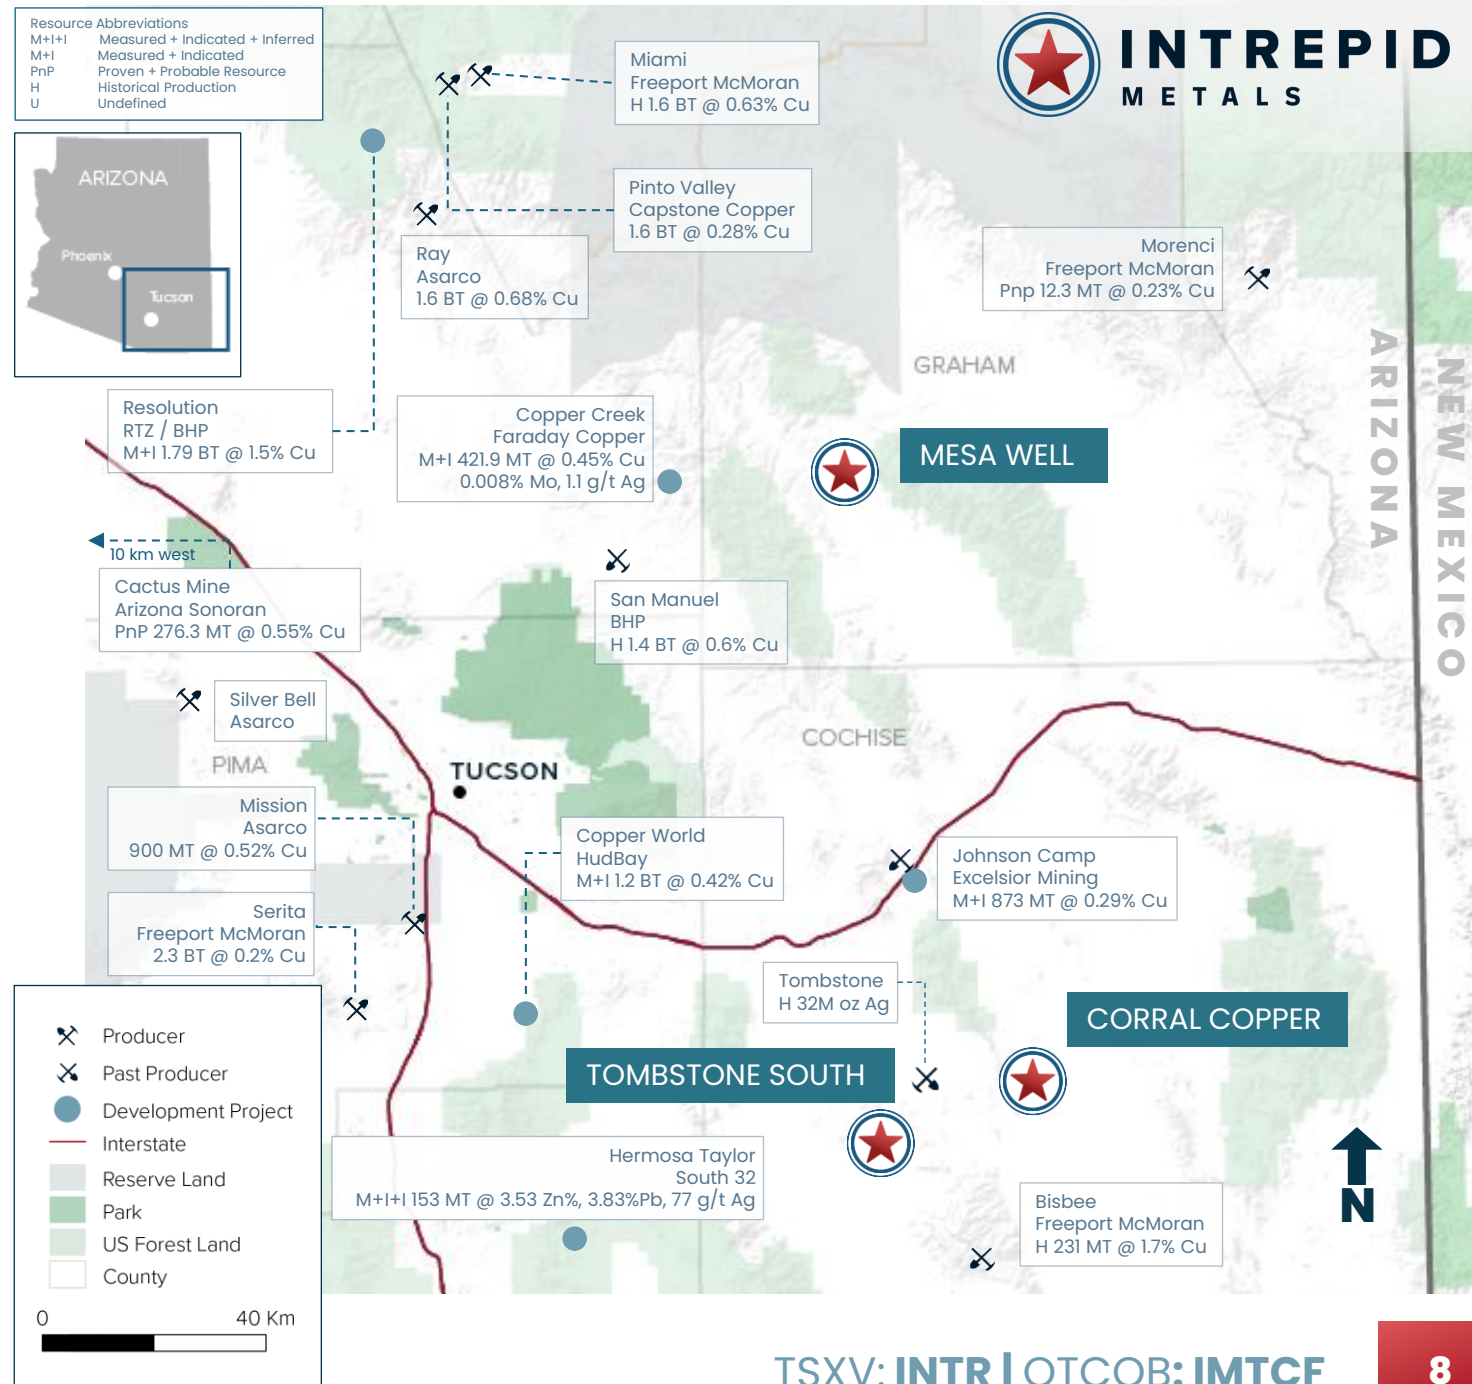 Resource Abbreviations
M+I+I Measured + Indicated + Inferred
M+I Measured + Indicated
PnP Proven + Probable Resource
H Historical Production
U Undefined
INTREPID
METALS
ARIZONA
Phoenix
Tucson
Miami
Freeport McMoran
H 1.6 BT @ 0.63% Cu
Pinto Valley
Capstone Copper
1.6 BT @ 0.28% Cu
Ray
Asarco
1.6 BT @ 0.68% Cu
Morenci
Freeport McMoran
Pnp 12.3 MT @ 0.23% Cu
GRAHAM
ARIZONA
NEW MEXICO
Resolution
RTZ / BHP
M+I 1.79 BT @ 1.5% Cu
Copper Creek
Faraday Copper
M+I 421.9 MT @ 0.45% Cu
0.008% Mo, 1.1 g/t Ag
MESA WELL
10 km west
Cactus Mine
Arizona Sonoran
PnP 276.3 MT @ 0.55% Cu
San Manuel
BHP
H 1.4 BT @ 0.6% Cu
Silver Bell
Asarco
PIMA
TUCSON
COCHISE
Mission
Asarco
900 MT @ 0.52% Cu
Copper World
HudBay
M+I 1.2 BT @ 0.42% Cu
Johnson Camp
Excelsior Mining
M+I 873 MT @ 0.29% Cu
Serita
Freeport McMoran
2.3 BT @ 0.2% Cu
Tombstone
H 32M oz Ag
CORRAL COPPER
TOMBSTONE SOUTH
Hermosa Taylor
South 32
M+I+I 153 MT @ 3.53 Zn%, 3.83%Pb, 77 g/t Ag
Bisbee
Freeport McMoran
H 231 MT @ 1.7% Cu
N
Producer
Past Producer
Development Project
Interstate
Reserve Land
Park
US Forest Land
County
0 40 Km
TSXV: INTR | OTCQB: IMTCF
8